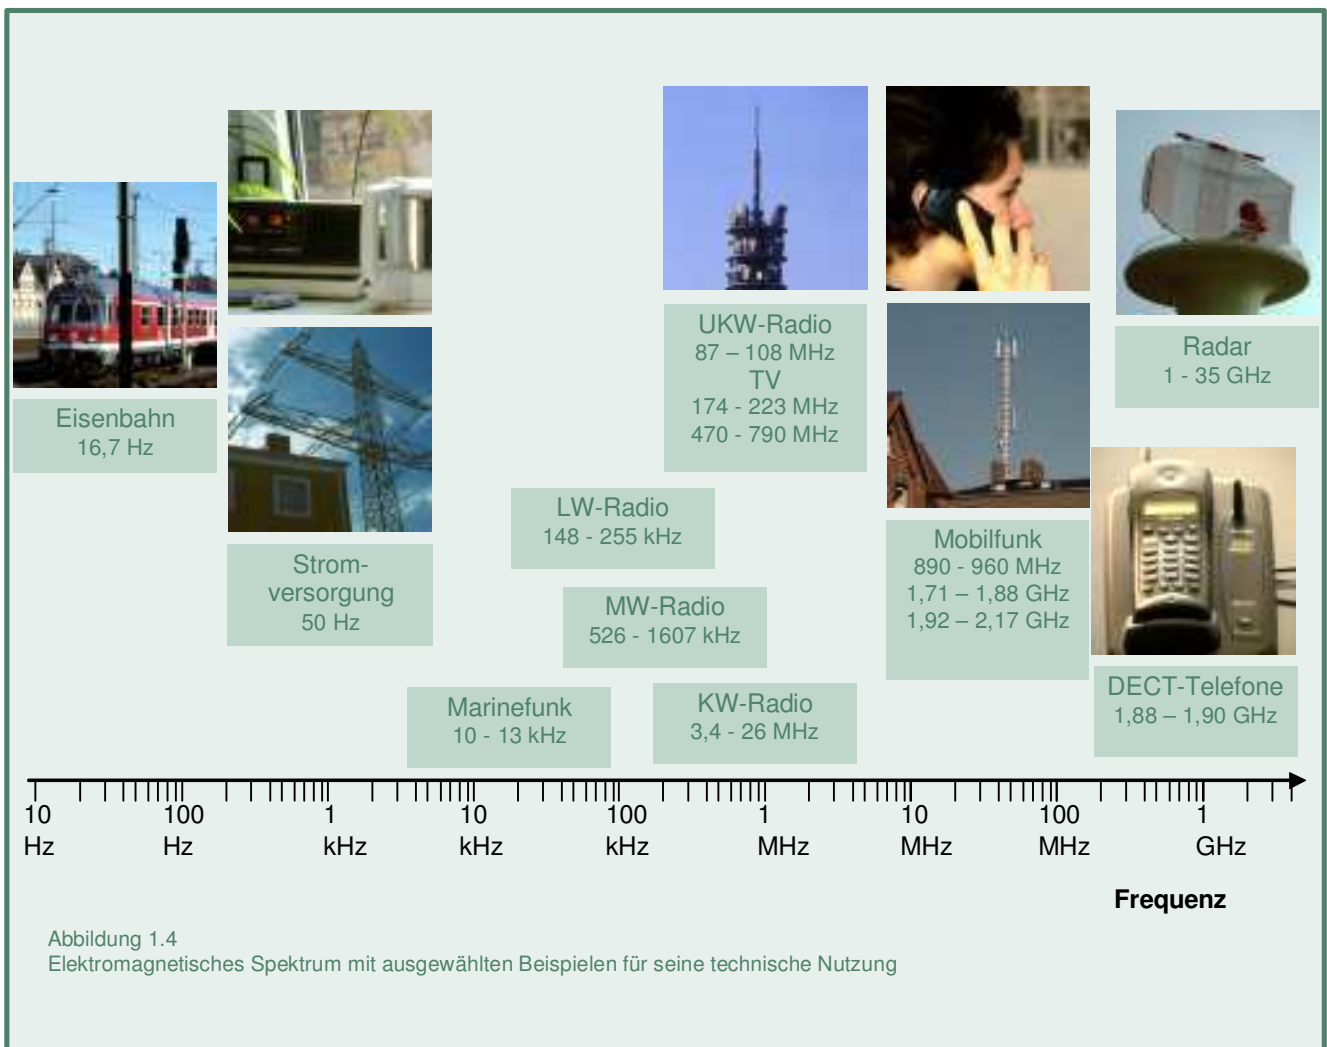 Eisenbahn
16,7 Hz
Strom-
versorgung
50 Hz
UKW-Radio
87 – 108 MHz
TV
174 - 223 MHz
470 - 790 MHz
Radar
1 - 35 GHz
LW-Radio
148 - 255 kHz
Mobilfunk
890 - 960 MHz
1,71 – 1,88 GHz
1,92 – 2,17 GHz
MW-Radio
526 - 1607 kHz
Marinefunk
10 - 13 kHz
KW-Radio
3,4 - 26 MHz
DECT-Telefone
1,88 – 1,90 GHz
10 100 1 10 100 1 10 100 1
Hz Hz kHz kHz kHz MHz MHz MHz GHz
Frequenz
Abbildung 1.4
Elektromagnetisches Spektrum mit ausgewählten Beispielen für seine technische Nutzung